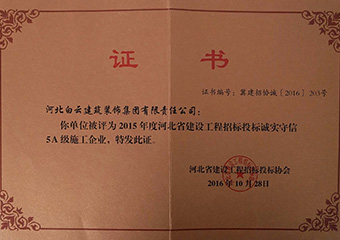 证书
证书编号：冀建招协诚〔2016〕203号
河北白云建筑装饰集团有限责任公司：
你单位被评为2015年度河北省建设工程招标投标诚实守信
5A级施工企业，特发此证。
河北省建设工程招标投标协会
2016年10月28日